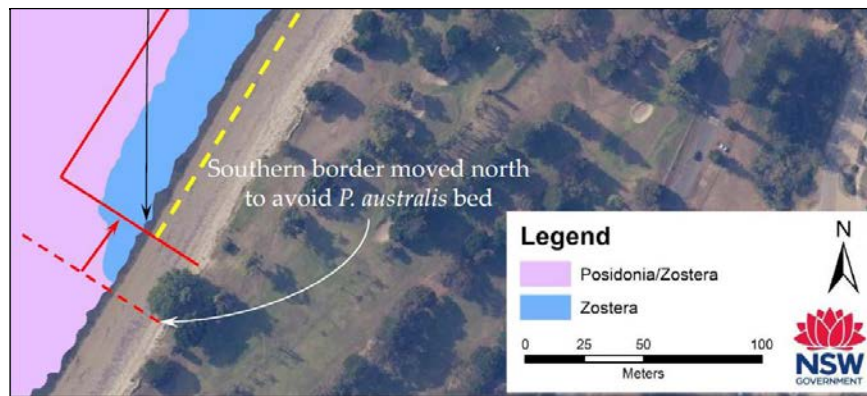 Southern border moved north
to avoid P. australis bed
Legend
Posidonia/Zostera
Zostera
0 25 50 100
Meters
N
NSW
GOVERNMENT